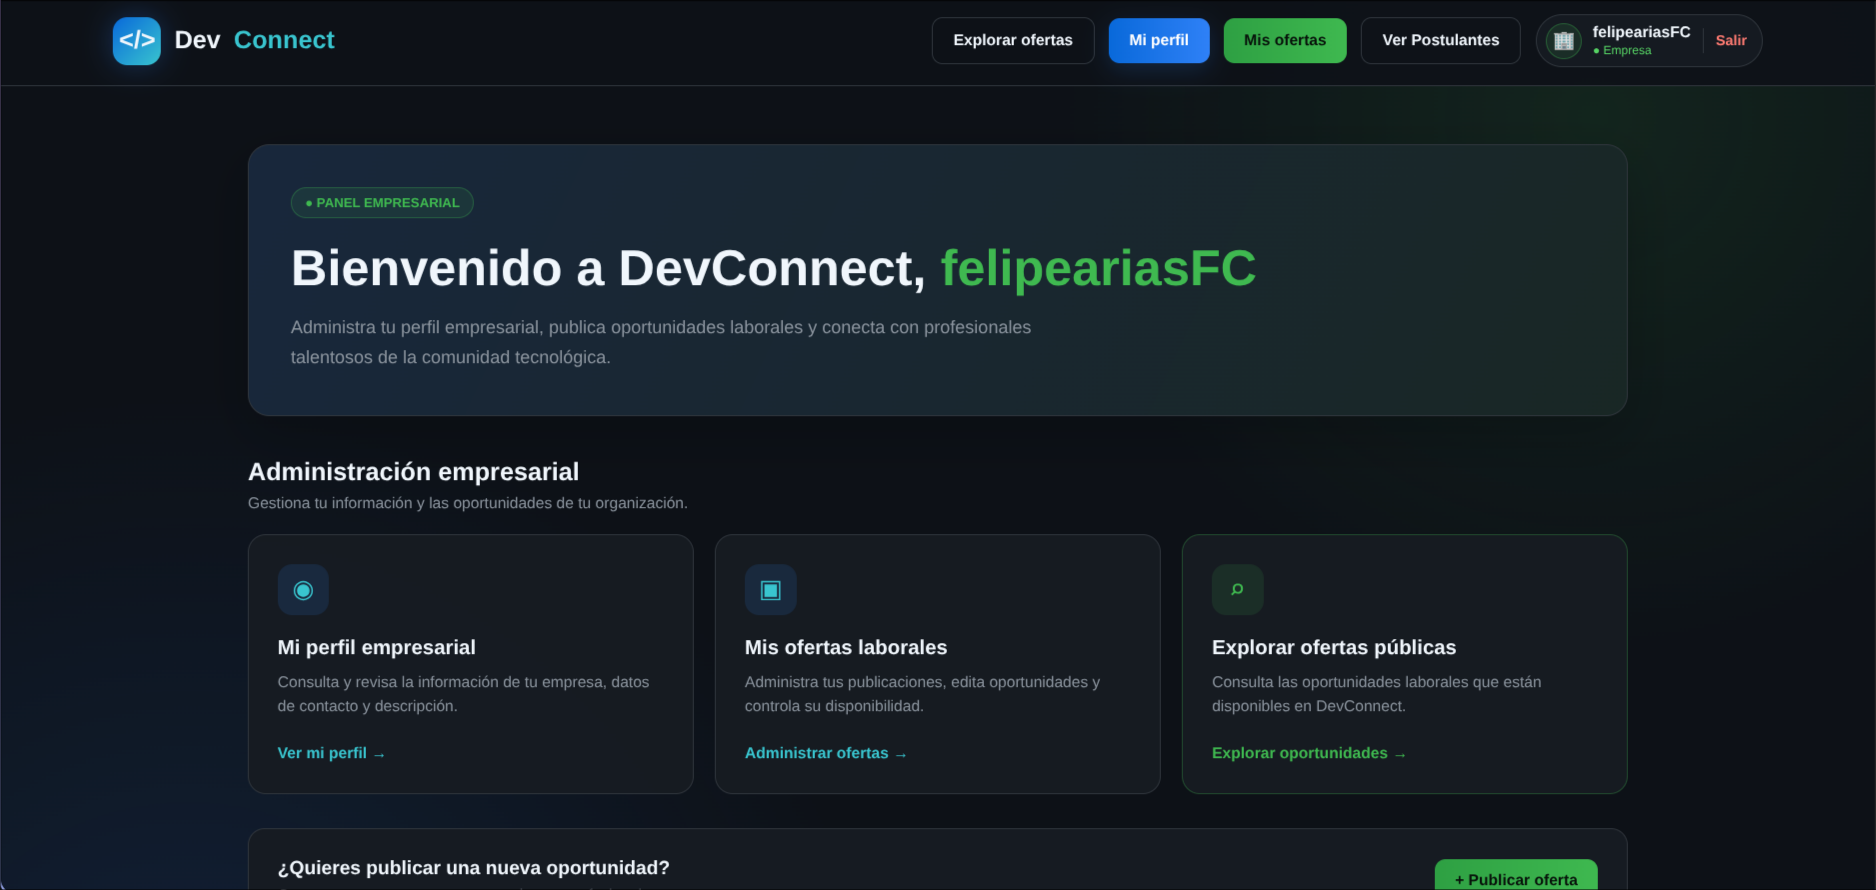 </> Dev Connect
Explorar ofertas
Mi perfil
Mis ofertas
Ver Postulantes
felipeariasFC
● Empresa
Salir
● PANEL EMPRESARIAL
Bienvenido a DevConnect, felipeariasFC
Administra tu perfil empresarial, publica oportunidades laborales y conecta con profesionales
talentosos de la comunidad tecnológica.
Administración empresarial
Gestiona tu información y las oportunidades de tu organización.
Mi perfil empresarial
Consulta y revisa la información de tu empresa, datos
de contacto y descripción.
Ver mi perfil →
Mis ofertas laborales
Administra tus publicaciones, edita oportunidades y
controla su disponibilidad.
Administrar ofertas →
Explorar ofertas públicas
Consulta las oportunidades laborales que están
disponibles en DevConnect.
Explorar oportunidades →
¿Quieres publicar una nueva oportunidad?
+ Publicar oferta